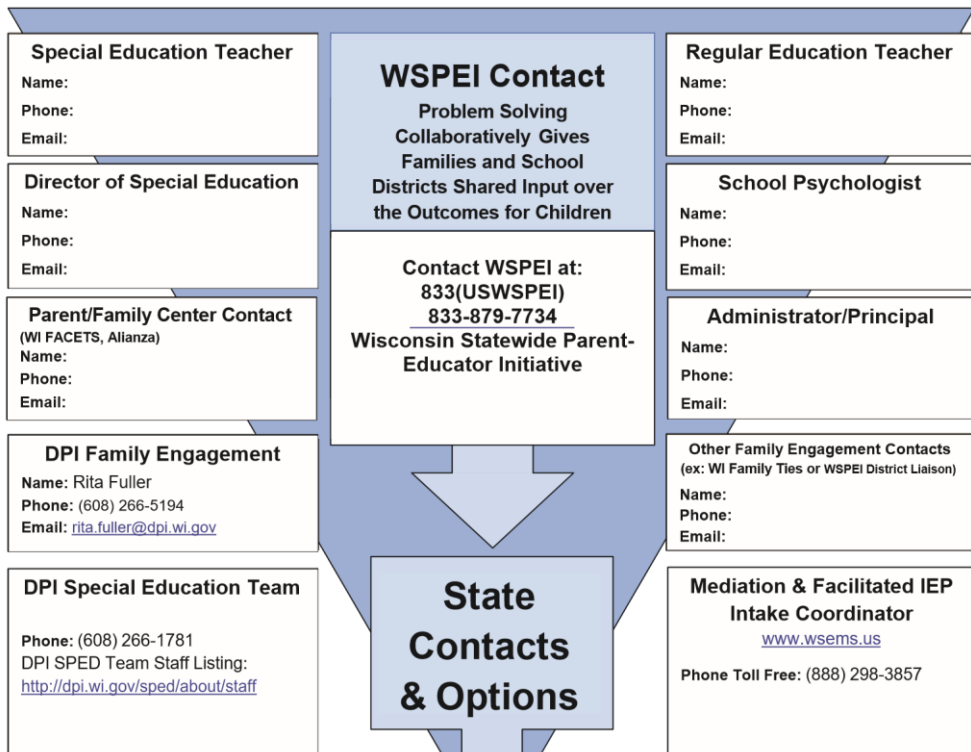 Special Education Teacher
Name:
Phone:
Email:
Director of Special Education
Name:
Phone:
Email:
Parent/Family Center Contact
(WI FACETS, Alianza)
Name:
Phone:
Email:
DPI Family Engagement
Name: Rita Fuller
Phone: (608) 266-5194
Email: rita.fuller@dpi.wi.gov
DPI Special Education Team
Phone: (608) 266-1781
DPI SPED Team Staff Listing:
http://dpi.wi.gov/sped/about/staff
WSPEI Contact
Problem Solving
Collaboratively Gives
Families and School
Districts Shared Input over
the Outcomes for Children
Contact WSPEI at:
833(USWSPEI)
833-879-7734
Wisconsin Statewide Parent-
Educator Initiative
State
Contacts
& Options
Regular Education Teacher
Name:
Phone:
Email:
School Psychologist
Name:
Phone:
Email:
Administrator/Principal
Name:
Phone:
Email:
Other Family Engagement Contacts
(ex: WI Family Ties or WSPEI District Liaison)
Name:
Phone:
Email:
Mediation & Facilitated IEP
Intake Coordinator
www.wsems.us
Phone Toll Free: (888) 298-3857